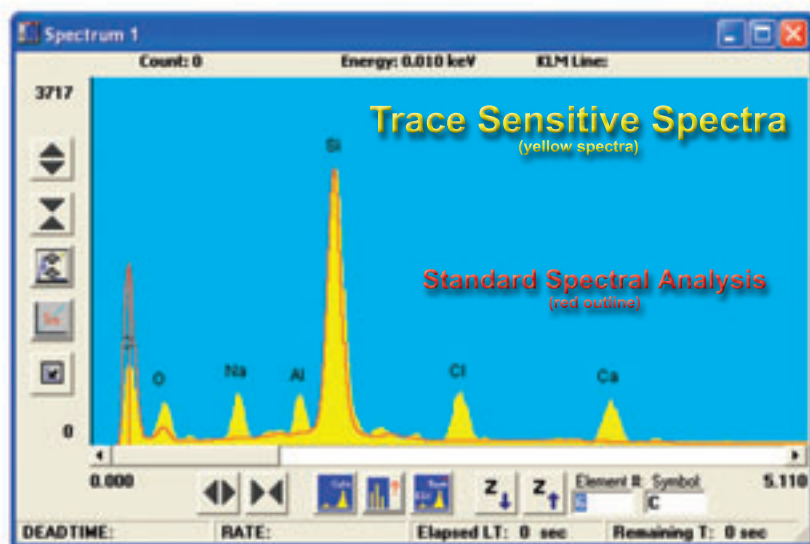 Spectrum 1
Count: 0 Energy: 0.010 keV KLM Line:
3717
Trace Sensitive Spectra
(yellow spectra)
Si
Standard Spectral Analysis
(red outline)
O Na Al Cl Ca
0
0.000 5.110
Z Z
Element #: Symbol:
6 C
DEADTIME: RATE: Elapsed LT: 0 sec Remaining T: 0 sec